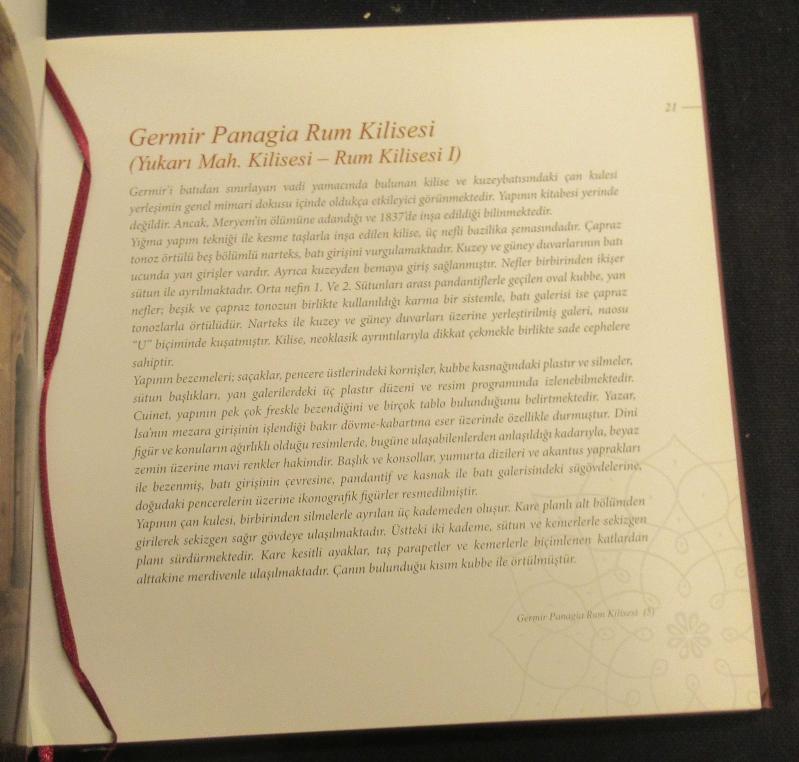 21
Germir Panagia Rum Kilisesi
(Yukarı Mah. Kilisesi – Rum Kilisesi I)
Germir'i batıdan sınırlayan vadi yamacında bulunan kilise ve kuzeybatısındaki çan kulesi
yerleşimin genel mimari dokusu içinde oldukça etkileyici görünmektedir. Yapının kitabesi yerinde
değildir. Ancak, Meryem'in ölümüne adandığı ve 1837'de inşa edildiği bilinmektedir.
Yığma yapım tekniği ile kesme taşlarla inşa edilen kilise, üç nefli bazilika şemasındadır. Çapraz
tonoz örtülü beş bölümlü narteks, batı girişini vurgulamaktadır. Kuzey ve güney duvarlarının batı
ucunda yan girişler vardır. Ayrıca kuzeyden bemaya giriş sağlanmıştır. Nefler birbirinden ikişer
sütun ile ayrılmaktadır. Orta nefin 1. Ve 2. Sütunları arası pandantiflerle geçilen oval kubbe, yan
nefler; beşik ve çapraz tonozun birlikte kullanıldığı karma bir sistemle, batı galerisi ise çapraz
tonozlarla örtülüdür. Narteks ile kuzey ve güney duvarları üzerine yerleştirilmiş galeri, naosu
"U" biçiminde kuşatmıştır. Kilise, neoklasik ayrıntılarıyla dikkat çekmekle birlikte sade cephelere
sahiptir.
Yapının bezemeleri; saçaklar, pencere üstlerindeki kornişler, kubbe kasnağındaki plastır ve silmeler,
sütun başlıkları, yan galerilerdeki üç plastır düzeni ve resim programında izlenebilmektedir.
Cuinet, yapının pek çok freskle bezendiğini ve birçok tablo bulunduğunu belirtmektedir. Yazar,
İsa'nın mezara girişinin işlendiği bakır dövme-kabartma eser üzerinde özellikle durmuştur. Dini
figür ve konuların ağırlıklı olduğu resimlerde, bugüne ulaşabilenlerden anlaşıldığı kadarıyla, beyaz
zemin üzerine mavi renkler hakimdir. Başlık ve konsollar, yumurta dizileri ve akantus yaprakları
ile bezenmiş, batı girişinin çevresine, pandantif ve kasnak ile batı galerisindeki sügövdelerine,
doğudaki pencerelerin üzerine ikonografik figürler resmedilmiştir.
Yapının çan kulesi, birbirinden silmelerle ayrılan üç kademeden oluşur. Kare planlı alt bölümden
girilerek sekizgen sağır gövdeye ulaşılmaktadır. Üstteki iki kademe, sütun ve kemerlerle sekizgen
planı sürdürmektedir. Kare kesitli ayaklar, taş parapetler ve kemerlerle biçimlenen katlardan
alttakine merdivenle ulaşılmaktadır. Çanın bulunduğu kısım kubbe ile örtülmüştür.
Germir Panagia Rum Kilisesi (5)